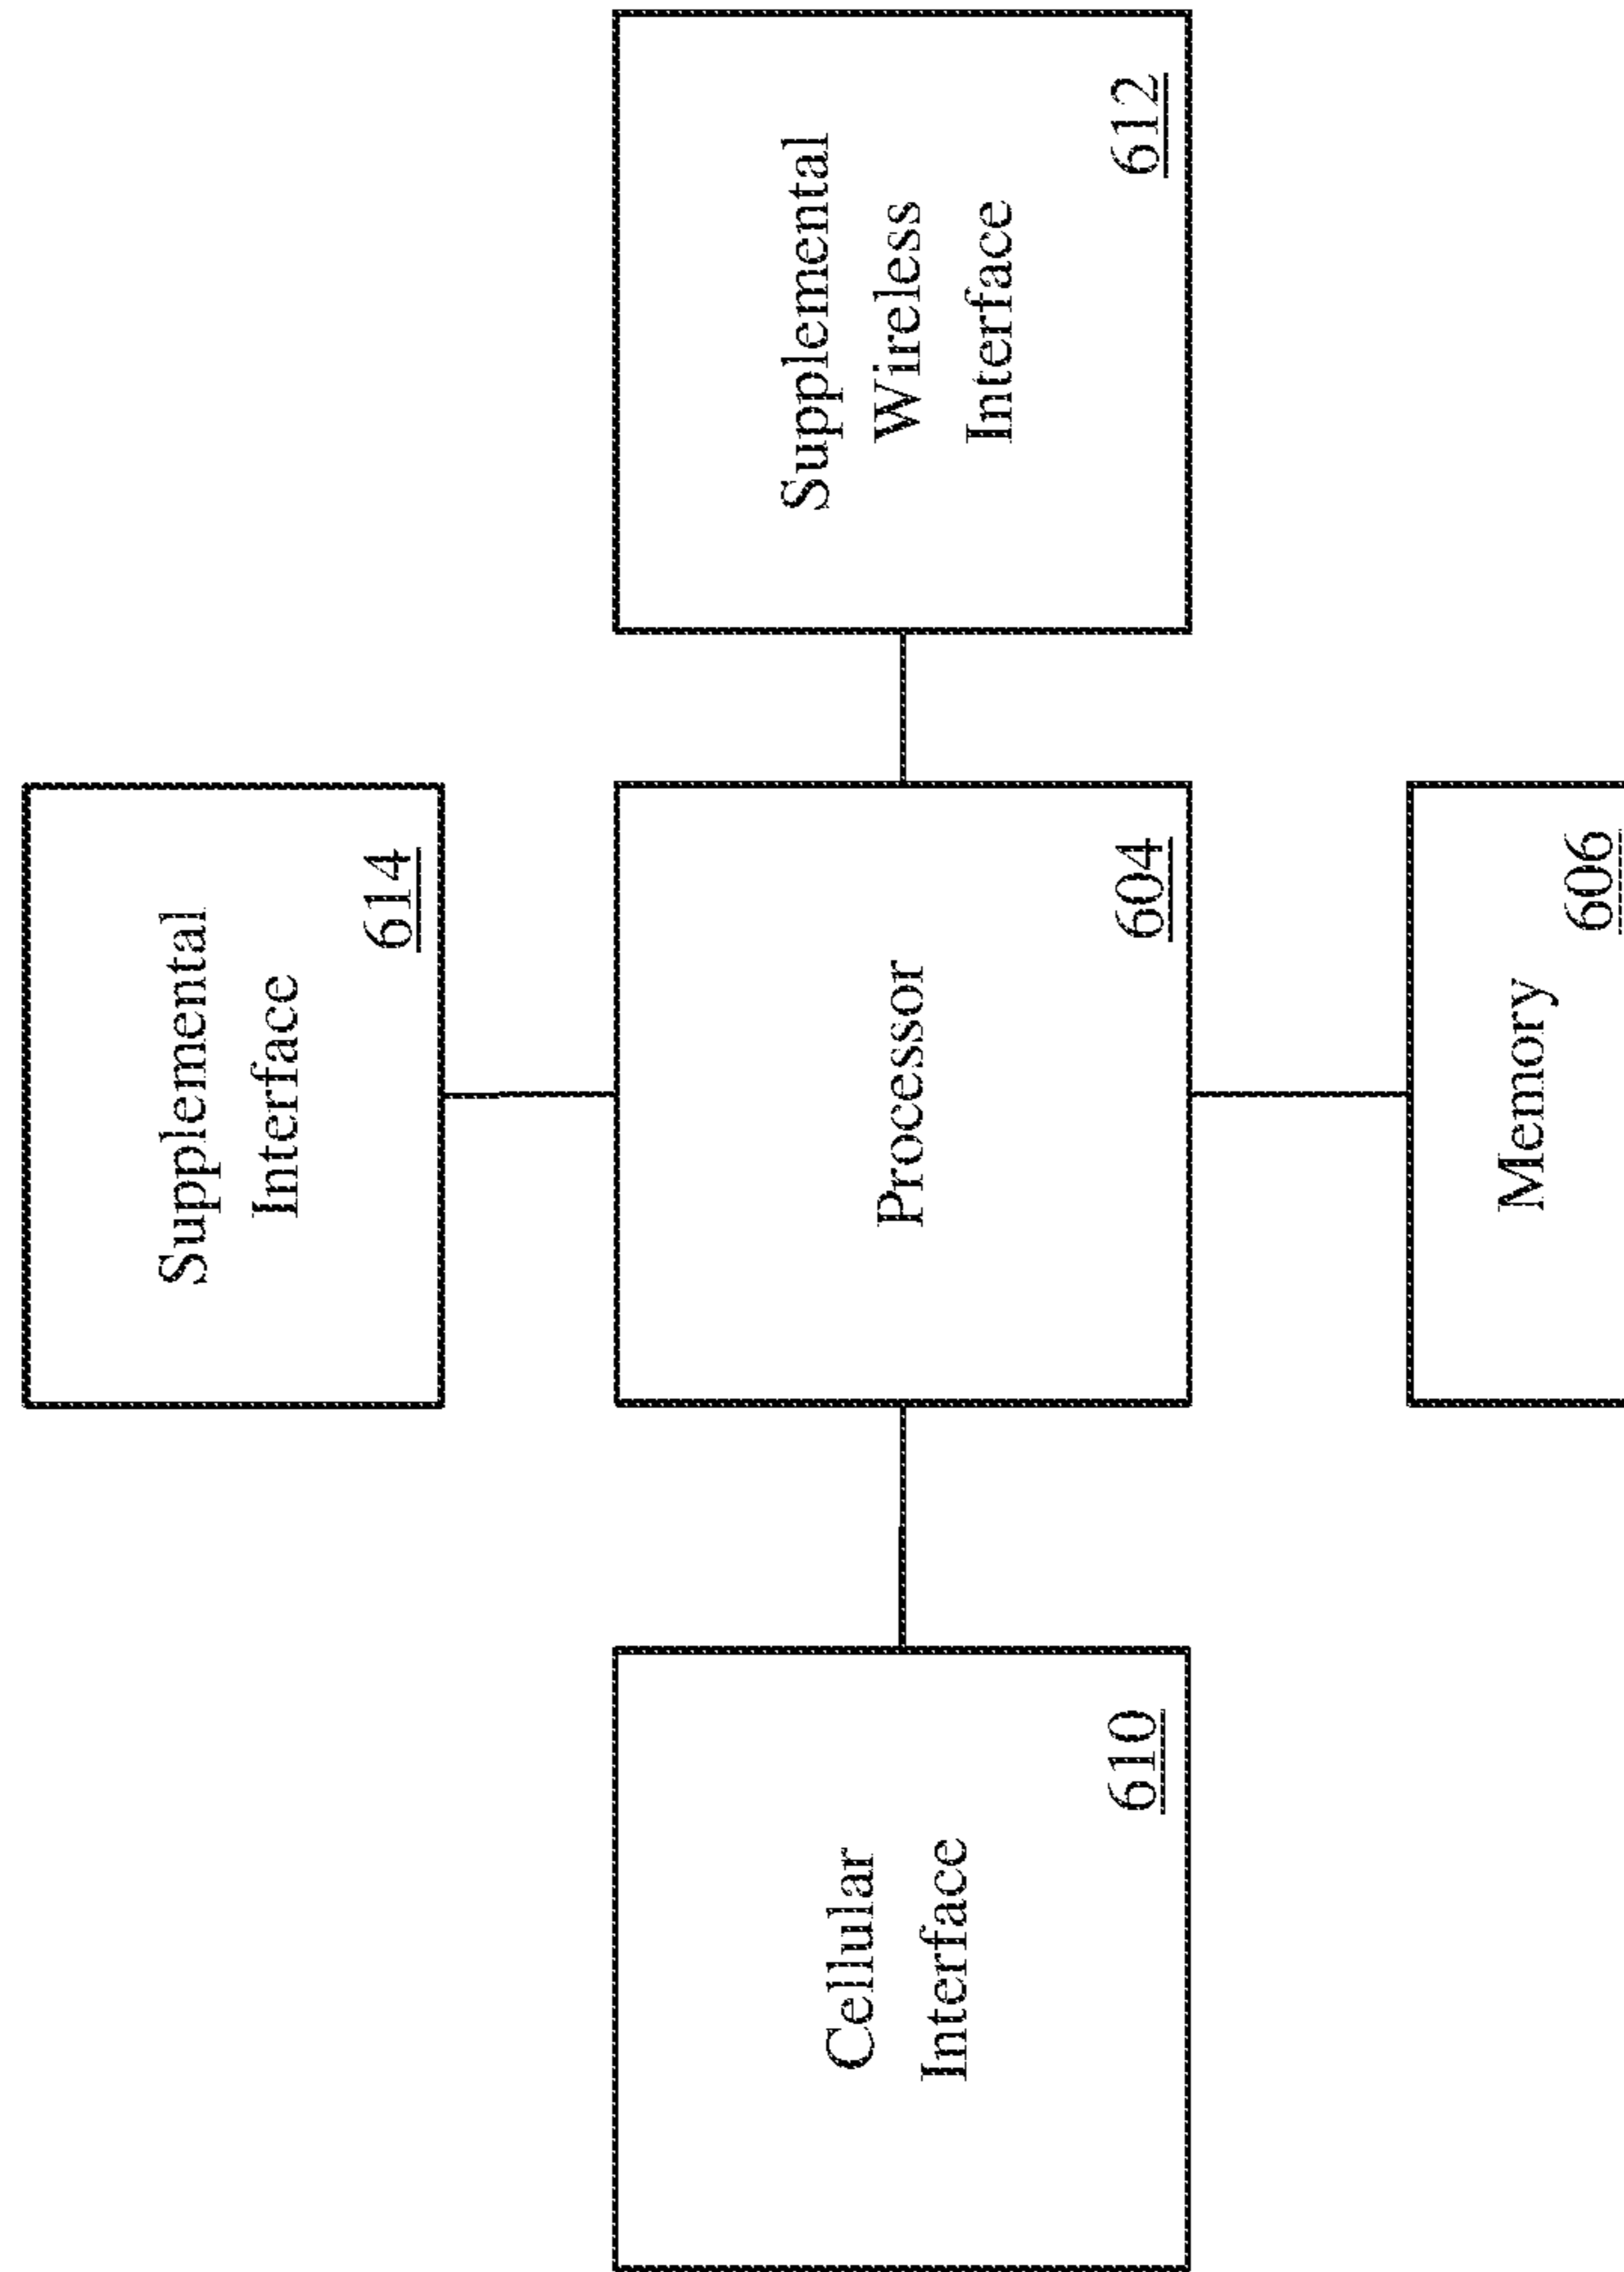 Supplemental
Interface
614
Cellular
Interface
610
Processor
604
Supplemental
Wireless
Interface
612
Memory
606